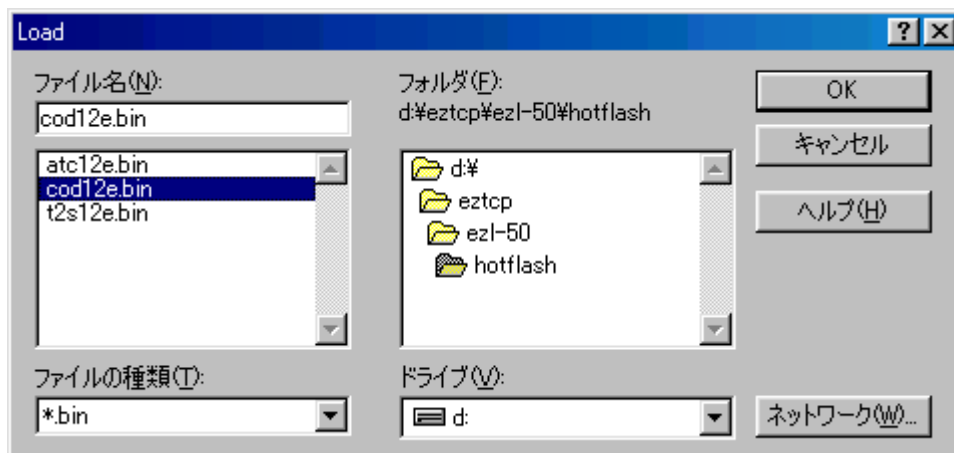 Load
ファイル名(N):
cod12e.bin
atc12e.bin
cod12e.bin
t2s12e.bin
ファイルの種類(T):
*.bin
フォルダ(F):
d:¥eztcp¥ezl-50¥hotflash
d:¥
eztcp
ezl-50
hotflash
ドライブ(V):
d:
OK
キャンセル
ヘルプ(H)
ネットワーク(W)...